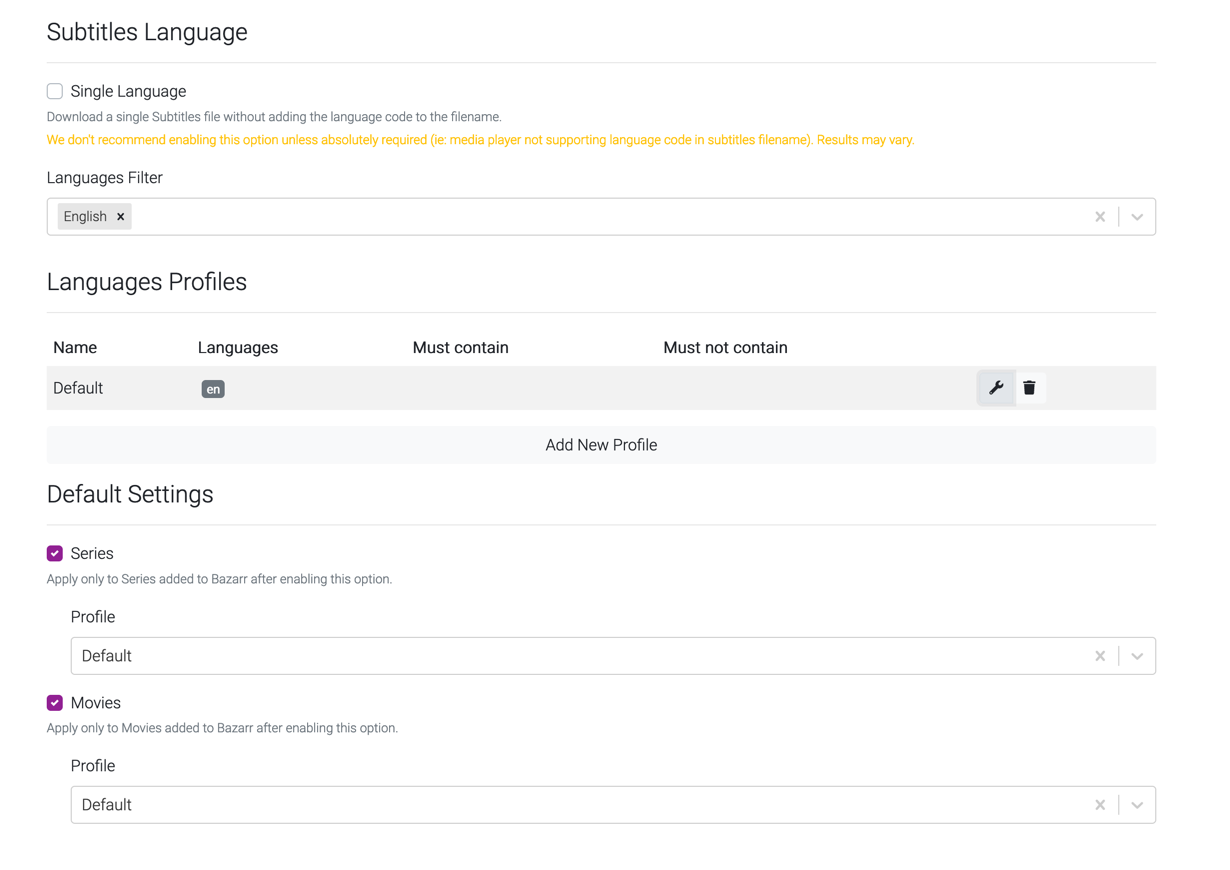 Subtitles Language
Single Language
Download a single Subtitles file without adding the language code to the filename.
We don't recommend enabling this option unless absolutely required (ie: media player not supporting language code in subtitles filename). Results may vary.
Languages Filter
English
Languages Profiles
Name Languages Must contain Must not contain
Default en
Add New Profile
Default Settings
Series
Apply only to Series added to Bazarr after enabling this option.
Profile
Default
Movies
Apply only to Movies added to Bazarr after enabling this option.
Profile
Default